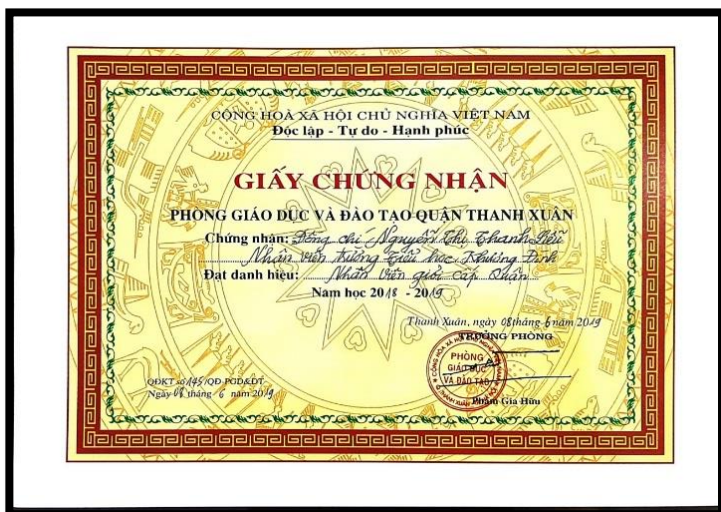 CỘNG HOÀ XÃ HỘI CHỦ NGHĨA VIỆT NAM
Độc lập - Tự do - Hạnh phúc
GIẤY CHỨNG NHẬN
PHÒNG GIÁO DỤC VÀ ĐÀO TẠO QUẬN THANH XUÂN
Chứng nhận: Đồng chí Nguyễn Thị Thanh
Nhân viên trường Tiểu học Khương Đình
Đạt danh hiệu: Nhân viên giỏi cấp Quận
Năm học 2018 - 2019
Thanh Xuân, ngày 08 tháng 6 năm 2019
TRƯỞNG PHÒNG
PHÒNG
GIÁO DỤC
VÀ ĐÀO TẠO
QĐKT số 145/QĐ-PGD&ĐT
Ngày tháng 6 năm 2019
Phạm Gia Hữu